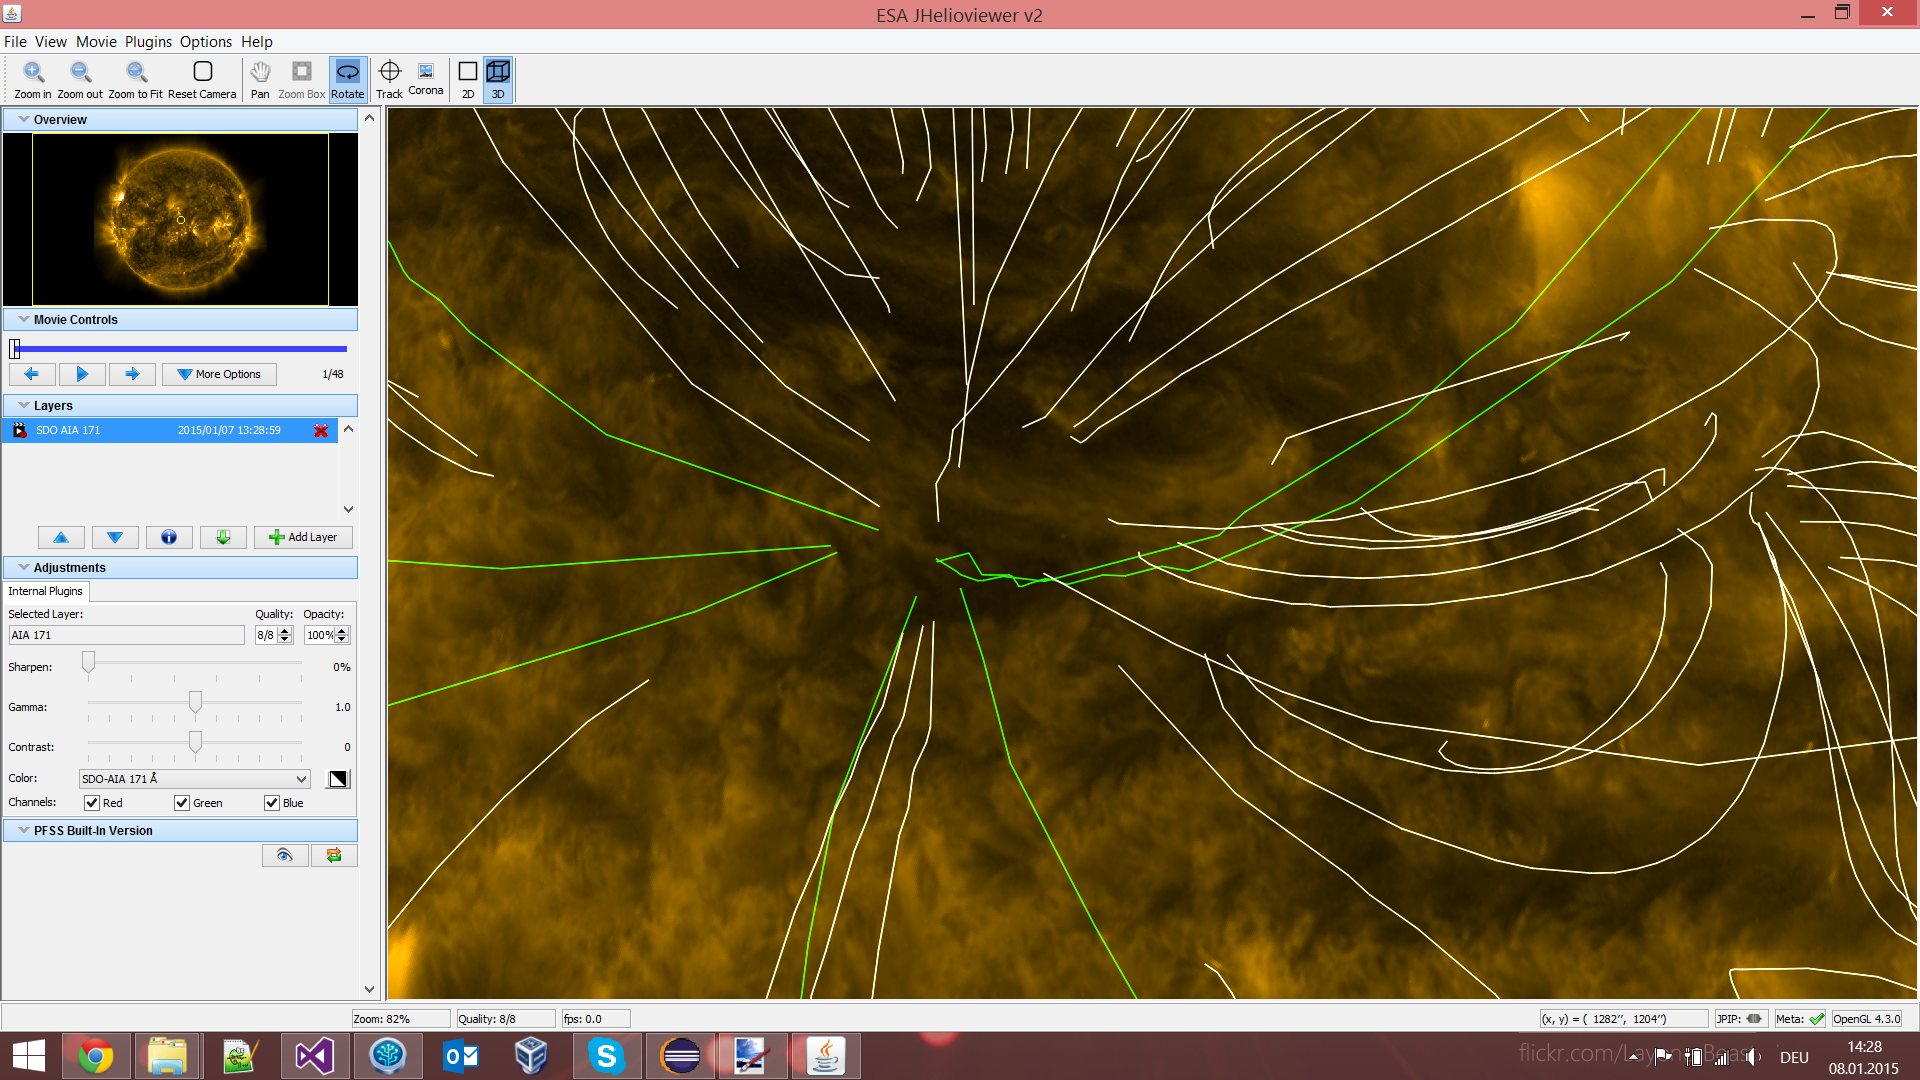 ESA JHelioviewer v2
File View Movie Plugins Options Help
Zoom in Zoom out Zoom to Fit Reset Camera Pan Zoom Box Rotate Track Corona 2D 3D
Overview
Movie Controls
More Options 1/48
Layers
SDO AIA 171 2015/01/07 13:28:59
Add Layer
Adjustments
Internal Plugins
Selected Layer: Quality: Opacity:
AIA 171 8/8 100%
Sharpen: 0%
Gamma: 1.0
Contrast: 0
Color: SDO-AIA 171 Å
Channels: Red Green Blue
PFSS Built-In Version
Zoom: 82% Quality: 8/8 fps: 0.0 (x, y) = ( 1282’’, 1204’’) JPIP: Meta: OpenGL 4.3.0
flickr.com/
DEU
14:28
08.01.2015